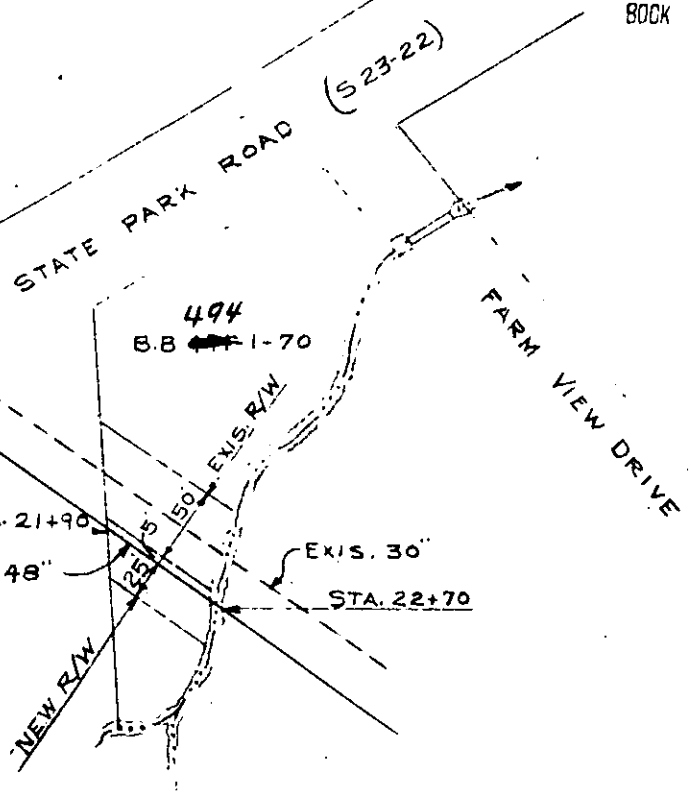 BOOK
STATE PARK ROAD (S 23-22)
494
B.B 1-70
EXIS. R/W
50'
FARM VIEW DRIVE
. 21+90
5
25'
48"
EXIS. 30"
STA. 22+70
NEW R/W